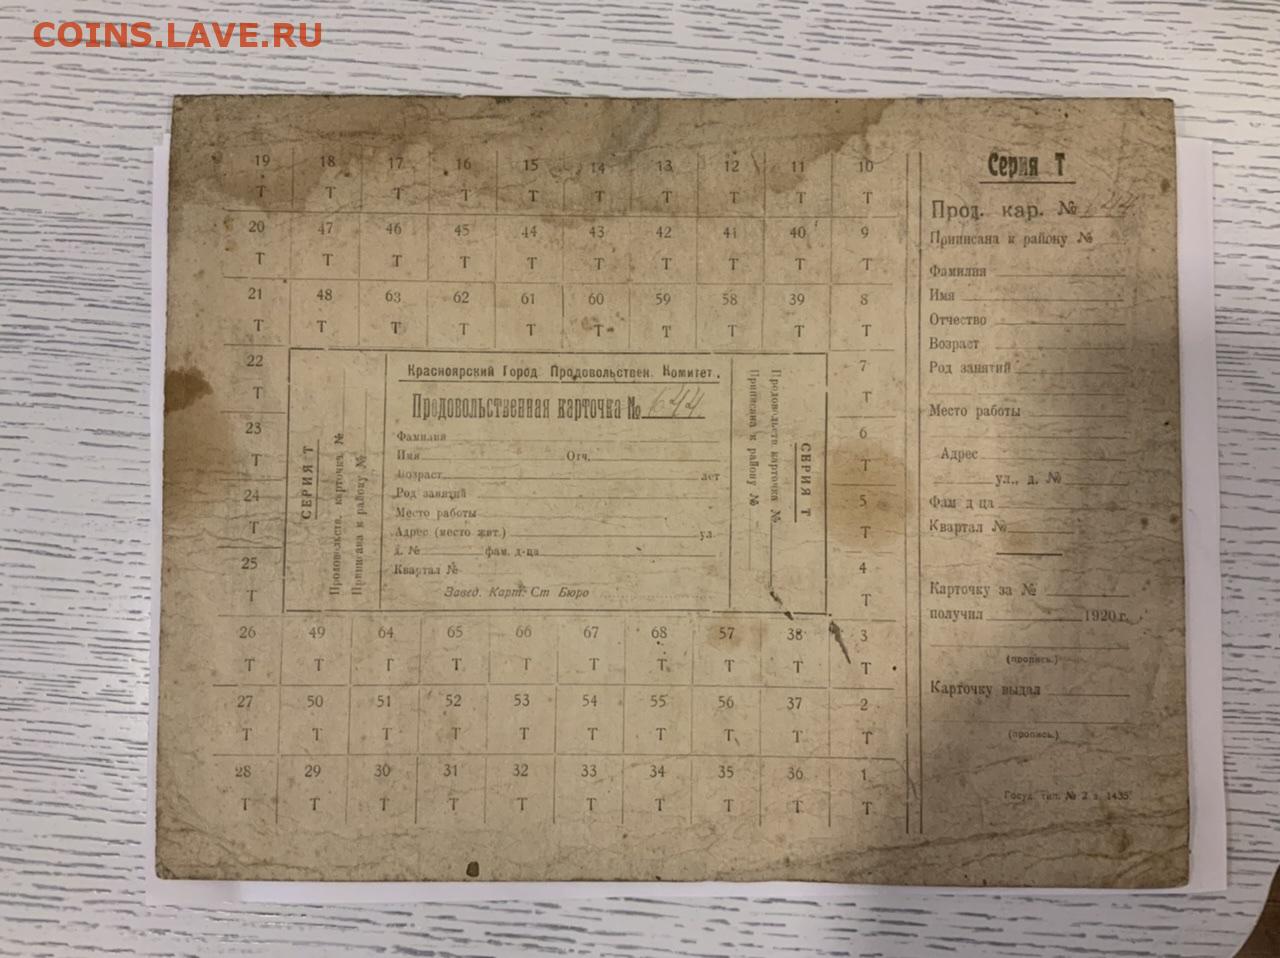 COINS.LAVE.RU
19 18 17 16 15 14 13 12 11 10
Т Т Т Т Т Т Т Т Т Т
20 47 46 45 44 43 42 41 40 9
Т Т Т Т Т Т Т Т Т Т
21 48 63 62 61 60 59 58 39 8
Т Т Т Т Т Т Т Т Т Т
22
Т
23
Т
24
Т
25
Т
СЕРИЯ Т
Продовольств. карточка №
Приписана к району №
Красноярский Город. Продовольствен. Комитет.
Продовольственная карточка № 644
Фамилия
Имя Отч.
Возраст лет
Род занятий
Место работы
Адрес (место жит.) ул.
д. № фам. д-ца
Квартал №
Завед. Карт. Ст Бюро
СЕРИЯ Т
Продовольств. карточка №
Приписана к району №
7
Т
6
Т
5
Т
4
Т
26 49 64 65 66 67 68 57 38 3
Т Т Т Т Т Т Т Т Т Т
27 50 51 52 53 54 55 56 37 2
Т Т Т Т Т Т Т Т Т Т
28 29 30 31 32 33 34 35 36 1
Т Т Т Т Т Т Т Т Т Т
Серия Т
Прод. кар. № 644
Приписана к району №
Фамилия
Имя
Отчество
Возраст
Род занятий
Место работы
Адрес
ул., д. №
Фам д ца
Квартал №
Карточку за №
получил 1920 г.
(пропись.)
Карточку выдал
(пропись.)
Госуд. тип. № 2 з. 1435